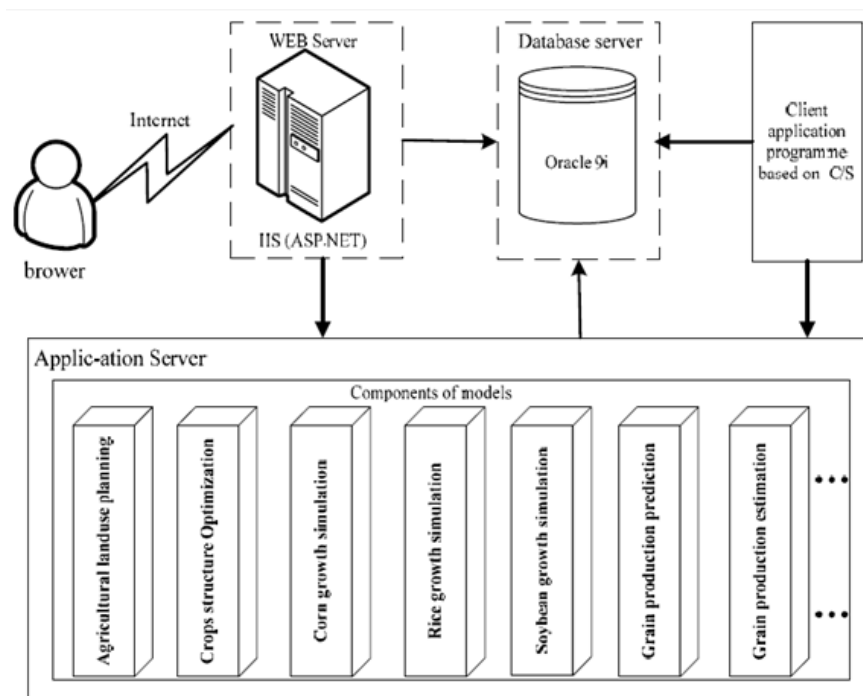 WEB Server
Internet
IIS (ASP.NET)
brower
Database server
Oracle 9i
Client
application
programme
based on C/S
Applic-ation Server
Components of models
Agricultural landuse planning
Crops structure Optimization
Corn growth simulation
Rice growth simulation
Soybean growth simulation
Grain production prediction
Grain production estimation
•••
•••